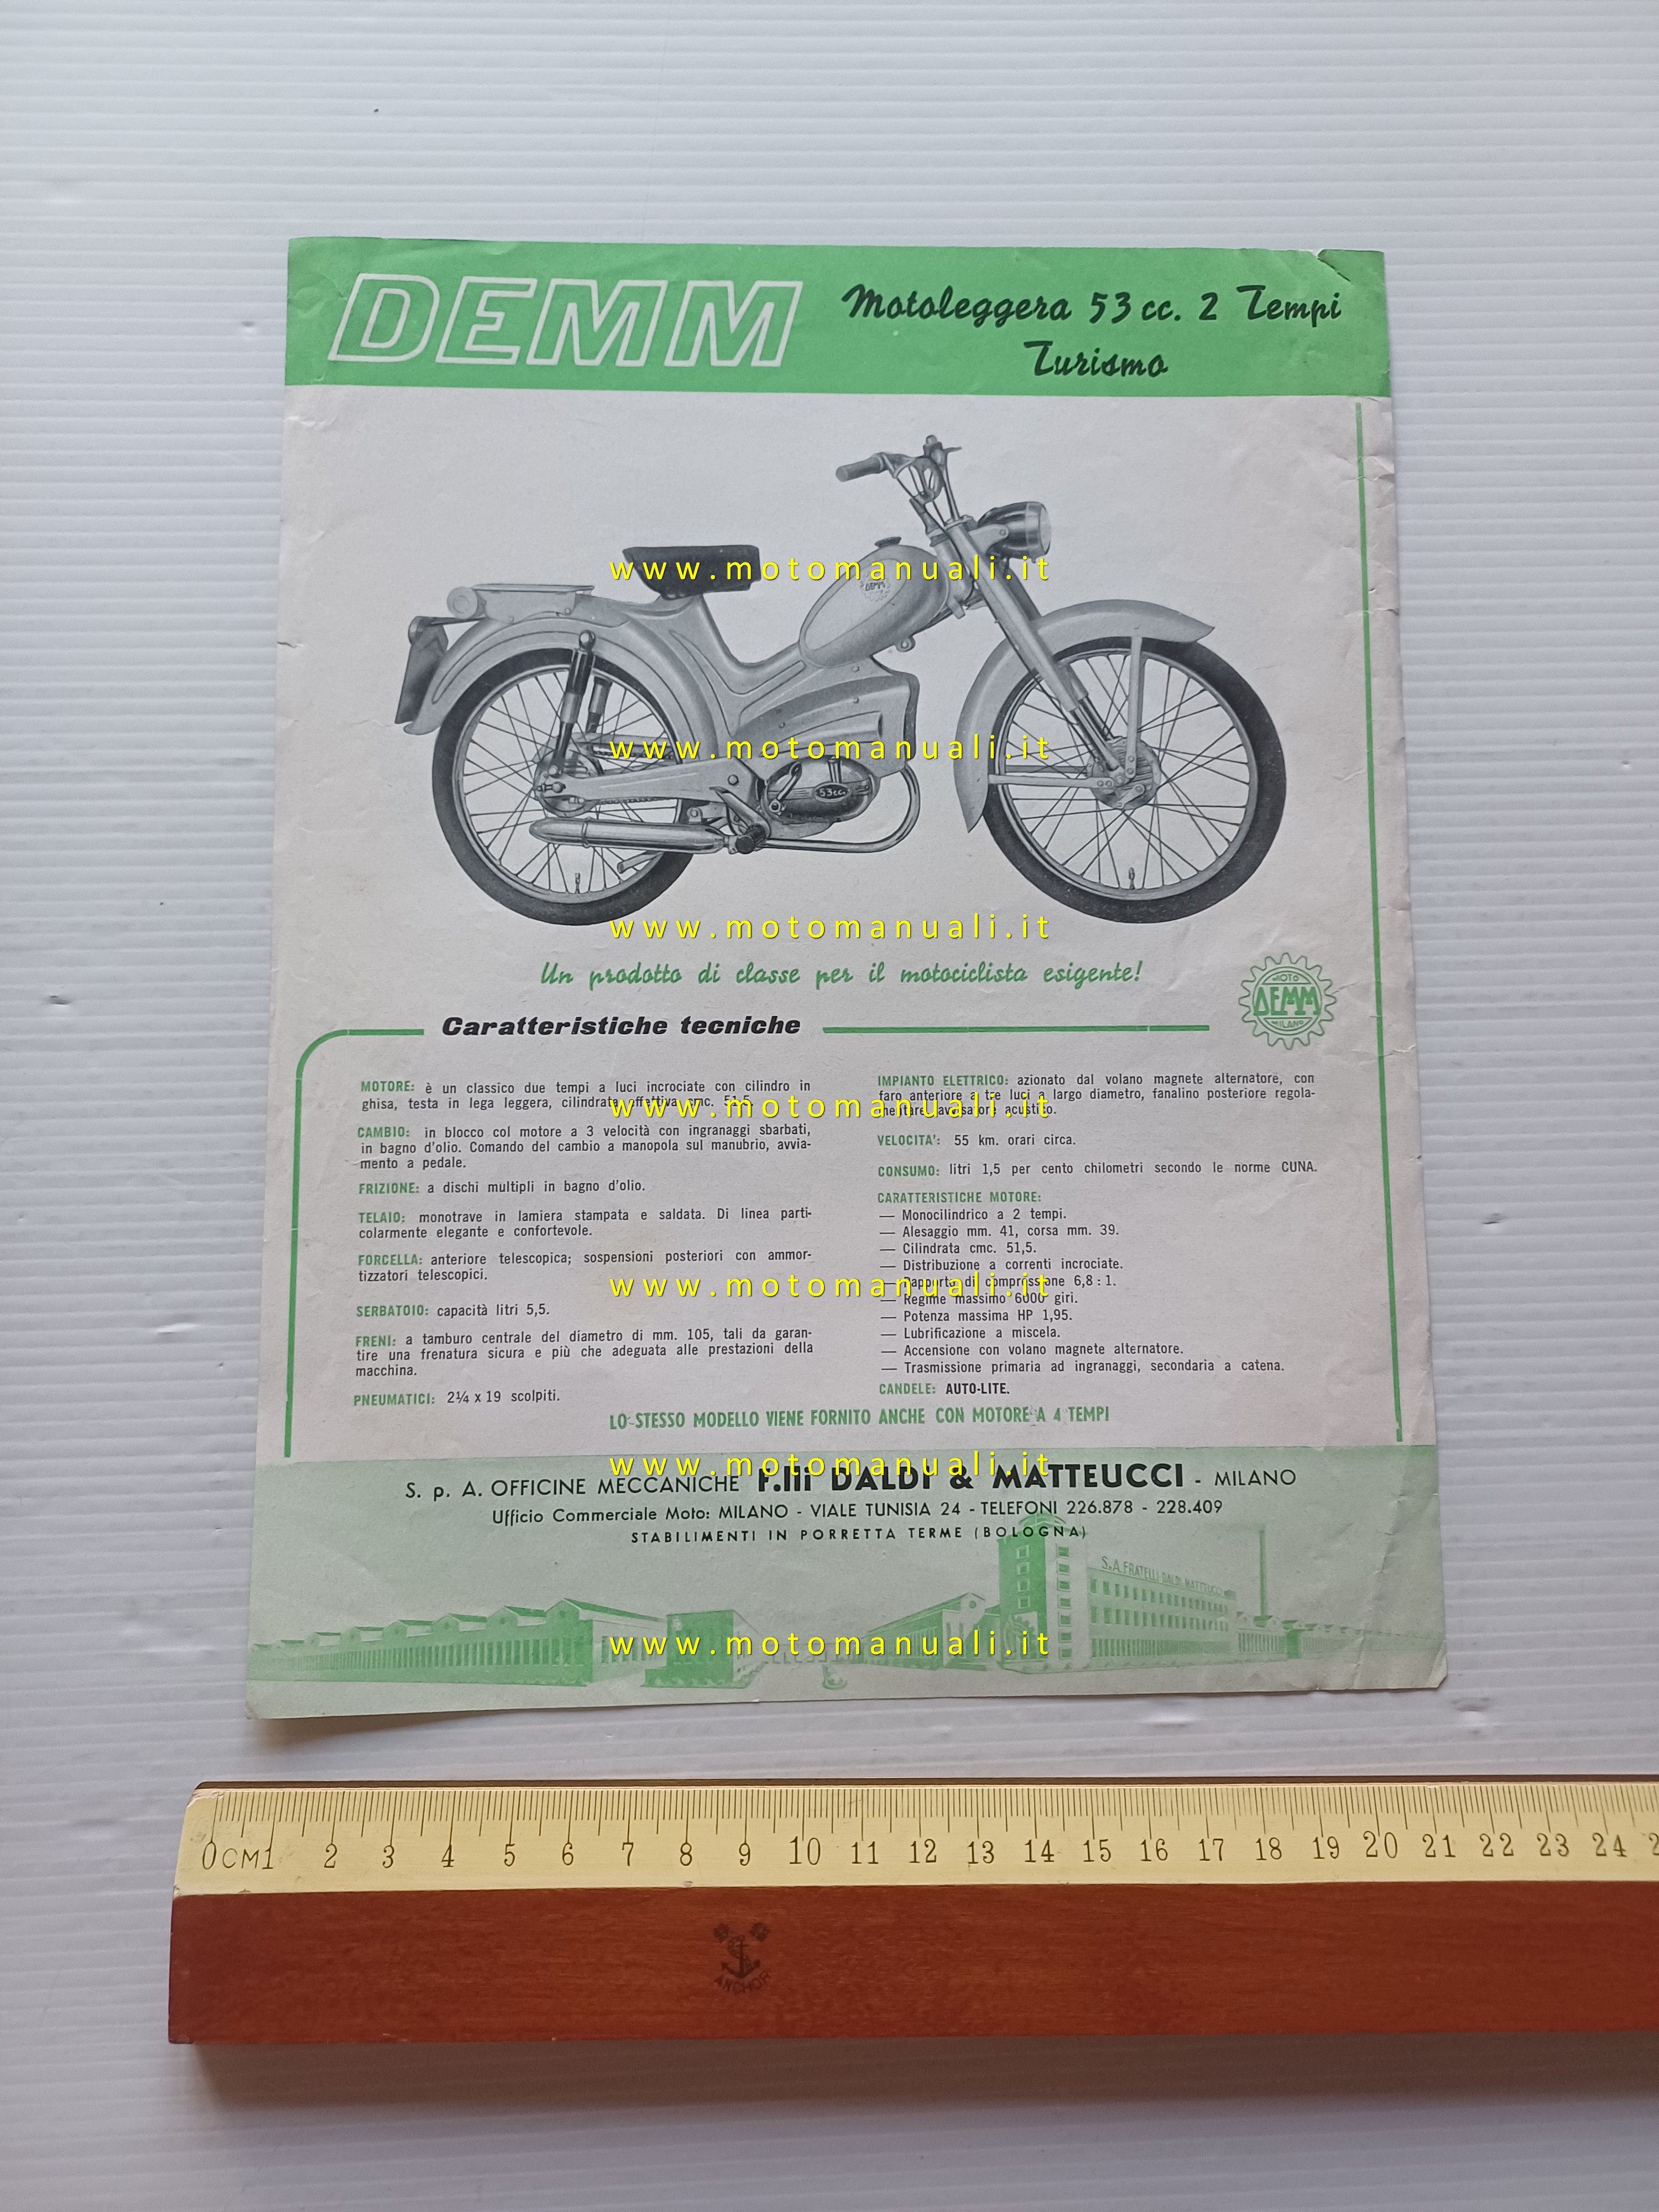 DEMM
Motoleggera 53 cc. 2 Tempi
Turismo
www.motomanuali.it
DEMM
www.motomanuali.it
53cc.
www.motomanuali.it
Un prodotto di classe per il motociclista esigente!
MOTO
DEMM
MILANO
Caratteristiche tecniche
MOTORE: è un classico due tempi a luci incrociate con cilindro in
ghisa, testa in lega leggera, cilindrata effettiva cmc. 51,5.
CAMBIO: in blocco col motore a 3 velocità con ingranaggi sbarbati,
in bagno d'olio. Comando del cambio a manopola sul manubrio, avvia-
mento a pedale.
FRIZIONE: a dischi multipli in bagno d'olio.
TELAIO: monotrave in lamiera stampata e saldata. Di linea parti-
colarmente elegante e confortevole.
FORCELLA: anteriore telescopica; sospensioni posteriori con ammor-
tizzatori telescopici.
SERBATOIO: capacità litri 5,5.
FRENI: a tamburo centrale del diametro di mm. 105, tali da garan-
tire una frenatura sicura e più che adeguata alle prestazioni della
macchina.
PNEUMATICI: 2¼ x 19 scolpiti.
IMPIANTO ELETTRICO: azionato dal volano magnete alternatore, con
faro anteriore a tre luci a largo diametro, fanalino posteriore regola-
mentare, avvisatore acustico.
www.motomanuali.it
VELOCITA': 55 km. orari circa.
CONSUMO: litri 1,5 per cento chilometri secondo le norme CUNA.
CARATTERISTICHE MOTORE:
— Monocilindrico a 2 tempi.
— Alesaggio mm. 41, corsa mm. 39.
— Cilindrata cmc. 51,5.
— Distribuzione a correnti incrociate.
— Rapporto di compressione 6,8 : 1.
www.motomanuali.it
— Regime massimo 6000 giri.
— Potenza massima HP 1,95.
— Lubrificazione a miscela.
— Accensione con volano magnete alternatore.
— Trasmissione primaria ad ingranaggi, secondaria a catena.
CANDELE: AUTO-LITE.
LO STESSO MODELLO VIENE FORNITO ANCHE CON MOTORE A 4 TEMPI
www.motomanuali.it
S. p. A. OFFICINE MECCANICHE F.lli DALDI & MATTEUCCI - MILANO
Ufficio Commerciale Moto: MILANO - VIALE TUNISIA 24 - TELEFONI 226.878 - 228.409
STABILIMENTI IN PORRETTA TERME (BOLOGNA)
S.A. FRATELLI DALDI MATTEUCCI
www.motomanuali.it
0CM1 2 3 4 5 6 7 8 9 10 11 12 13 14 15 16 17 18 19 20 21 22 23 24
ANCHOR